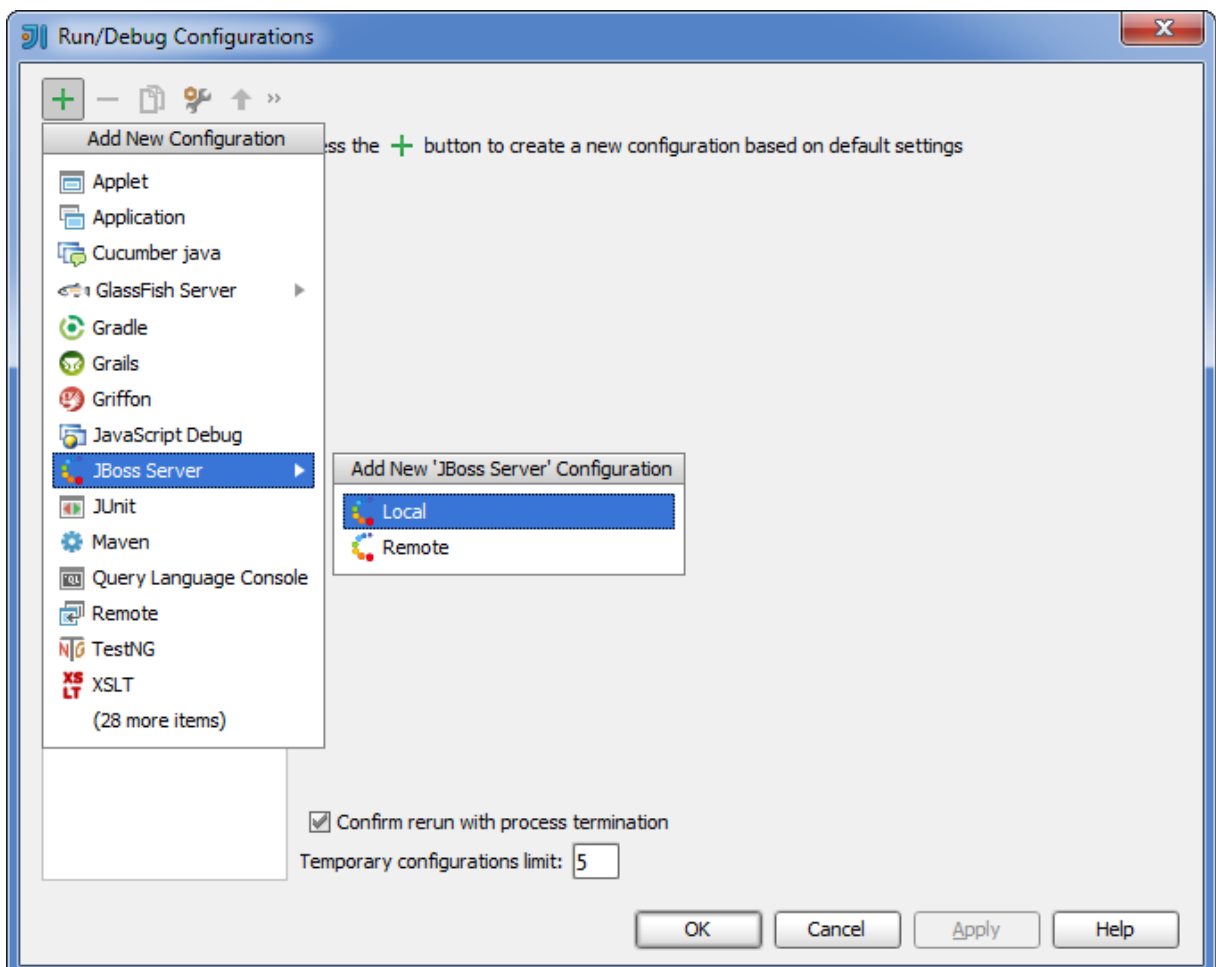 Run/Debug Configurations
Add New Configuration
ess the + button to create a new configuration based on default settings
Applet
Application
Cucumber java
GlassFish Server
Gradle
Grails
Griffon
JavaScript Debug
JBoss Server
Add New 'JBoss Server' Configuration
Local
Remote
JUnit
Maven
Query Language Console
Remote
TestNG
XSLT
(28 more items)
Confirm rerun with process termination
Temporary configurations limit: 5
OK Cancel Apply Help